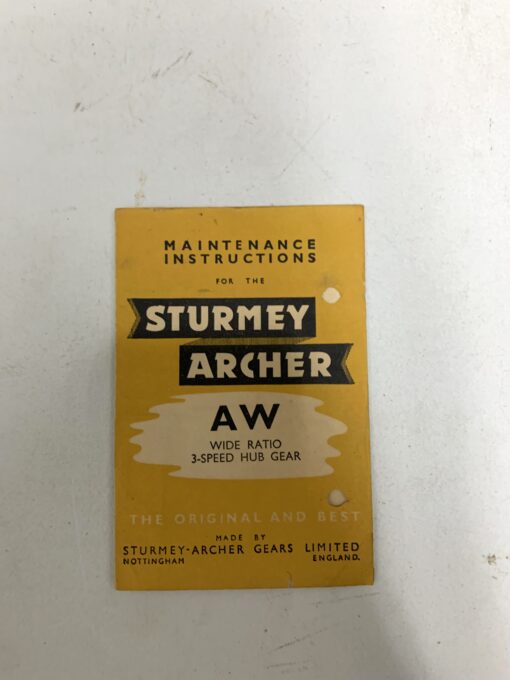 MAINTENANCE
INSTRUCTIONS
FOR THE
STURMEY
ARCHER
AW
WIDE RATIO
3-SPEED HUB GEAR
THE ORIGINAL AND BEST
MADE BY
STURMEY-ARCHER GEARS LIMITED
NOTTINGHAM ENGLAND.